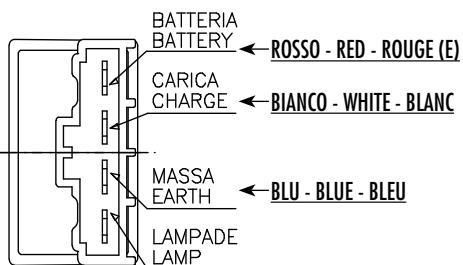 BATTERIA
BATTERY
ROSSO - RED - ROUGE (E)
CARICA
CHARGE
BIANCO - WHITE - BLANC
MASSA
EARTH
BLU - BLUE - BLEU
LAMPADE
LAMP